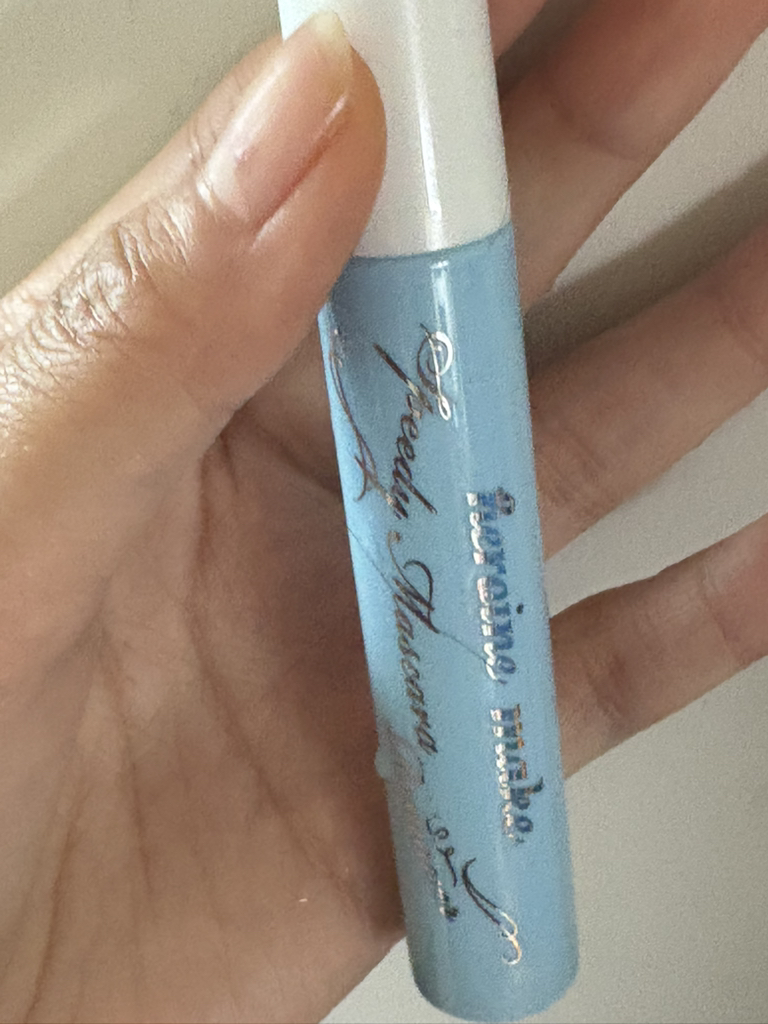 heroine make
Speedy Mascara